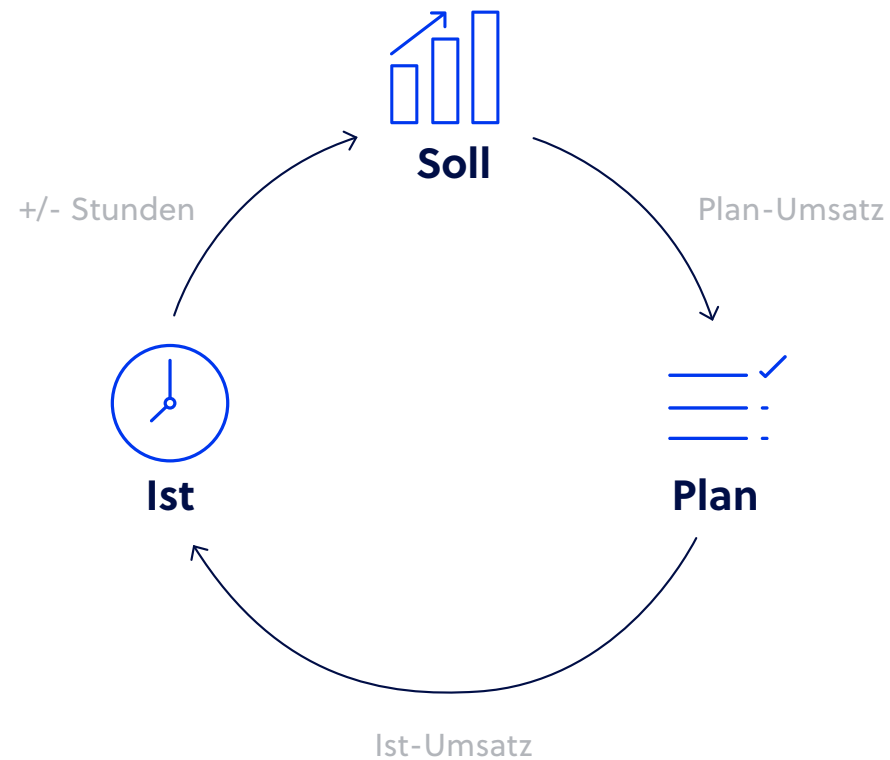 Soll
+/- Stunden
Plan-Umsatz
Ist
Plan
Ist-Umsatz